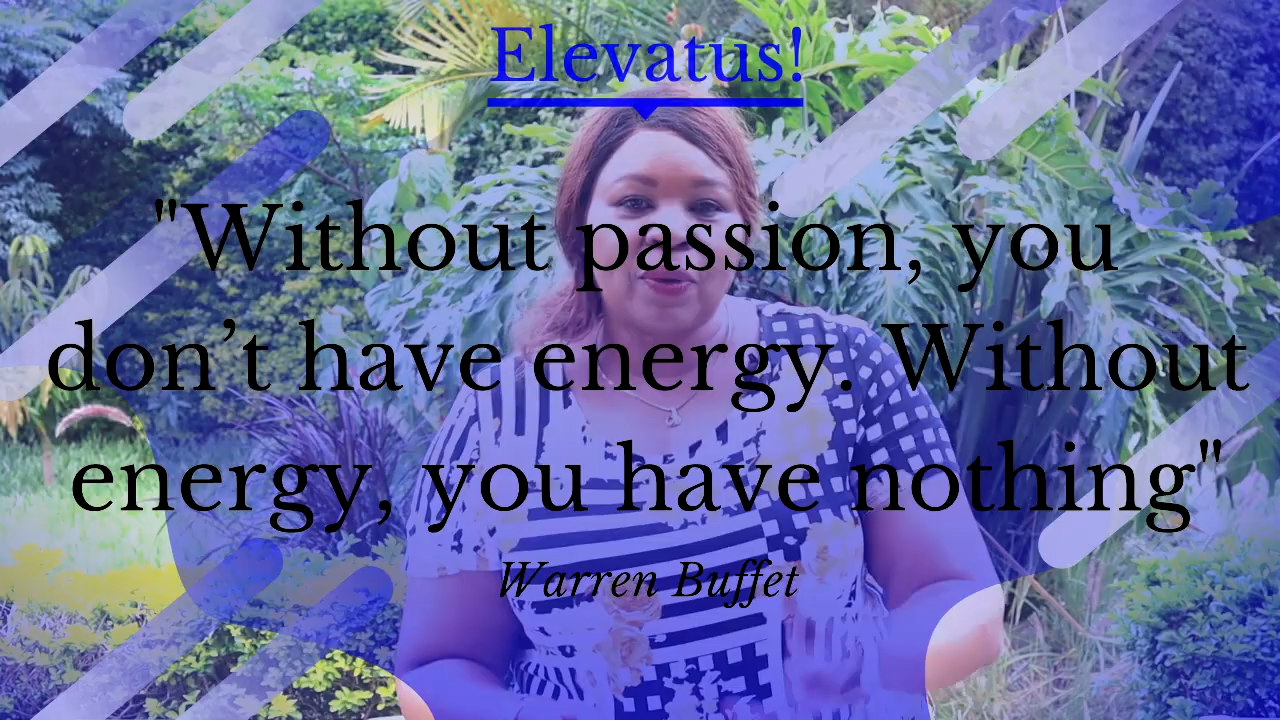 Elevatus!
"Without passion, you
don’t have energy. Without
energy, you have nothing"
Warren Buffet